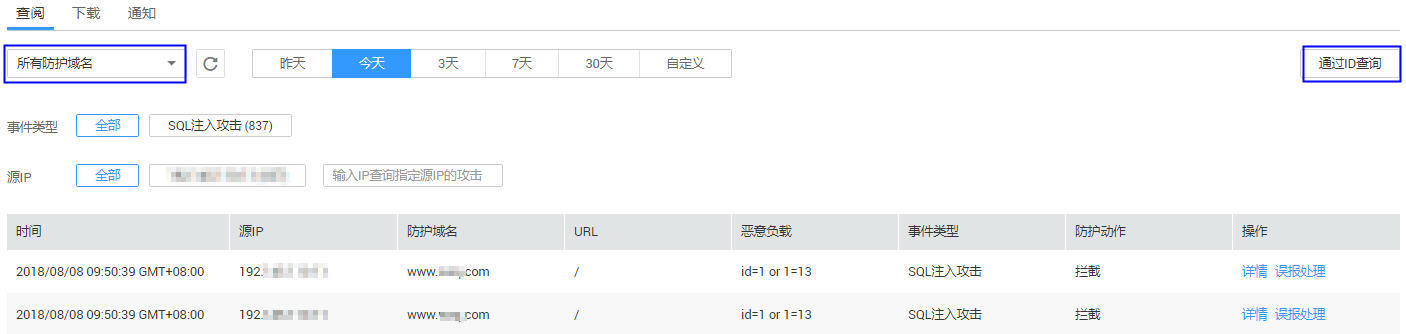 查阅 下载 通知
所有防护域名 昨天 今天 3天 7天 30天 自定义 通过ID查询
事件类型 全部 SQL注入攻击 (837)
源IP 全部 输入IP查询指定源IP的攻击
时间 源IP 防护域名 URL 恶意负载 事件类型 防护动作 操作
2018/08/08 09:50:39 GMT+08:00 192. www. .com / id=1 or 1=13 SQL注入攻击 拦截 详情 误报处理
2018/08/08 09:50:39 GMT+08:00 192. www. .com / id=1 or 1=13 SQL注入攻击 拦截 详情 误报处理